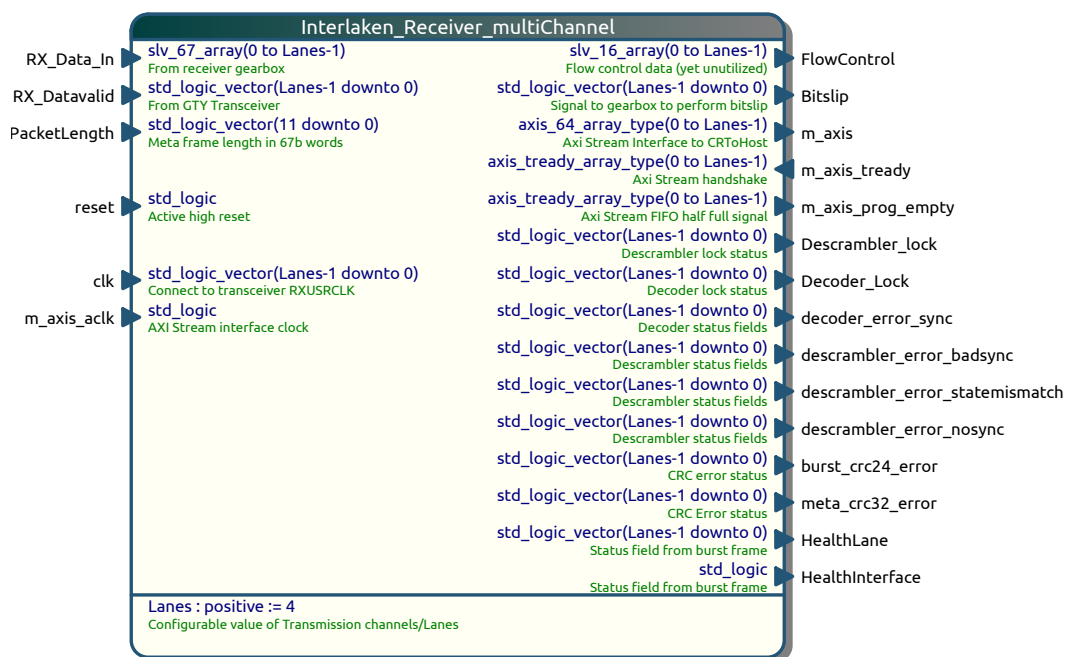 Interlaken_Receiver_multiChannel
RX_Data_In
slv_67_array(0 to Lanes-1)
From receiver gearbox
RX_Datavalid
std_logic_vector(Lanes-1 downto 0)
From GTY Transceiver
PacketLength
std_logic_vector(11 downto 0)
Meta frame length in 67b words
reset
std_logic
Active high reset
clk
std_logic_vector(Lanes-1 downto 0)
Connect to transceiver RXUSRCLK
m_axis_aclk
std_logic
AXI Stream interface clock
slv_16_array(0 to Lanes-1)
Flow control data (yet unutilized)
FlowControl
std_logic_vector(Lanes-1 downto 0)
Signal to gearbox to perform bitslip
Bitslip
axis_64_array_type(0 to Lanes-1)
Axi Stream Interface to CRToHost
m_axis
axis_tready_array_type(0 to Lanes-1)
Axi Stream handshake
m_axis_tready
axis_tready_array_type(0 to Lanes-1)
Axi Stream FIFO half full signal
m_axis_prog_empty
std_logic_vector(Lanes-1 downto 0)
Descrambler lock status
Descrambler_lock
std_logic_vector(Lanes-1 downto 0)
Decoder lock status
Decoder_Lock
std_logic_vector(Lanes-1 downto 0)
Decoder status fields
decoder_error_sync
std_logic_vector(Lanes-1 downto 0)
Descrambler status fields
descrambler_error_badsync
std_logic_vector(Lanes-1 downto 0)
Descrambler status fields
descrambler_error_statemismatch
std_logic_vector(Lanes-1 downto 0)
Descrambler status fields
descrambler_error_nosync
std_logic_vector(Lanes-1 downto 0)
CRC error status
burst_crc24_error
std_logic_vector(Lanes-1 downto 0)
CRC Error status
meta_crc32_error
std_logic_vector(Lanes-1 downto 0)
Status field from burst frame
HealthLane
std_logic
Status field from burst frame
HealthInterface
Lanes : positive := 4
Configurable value of Transmission channels/Lanes